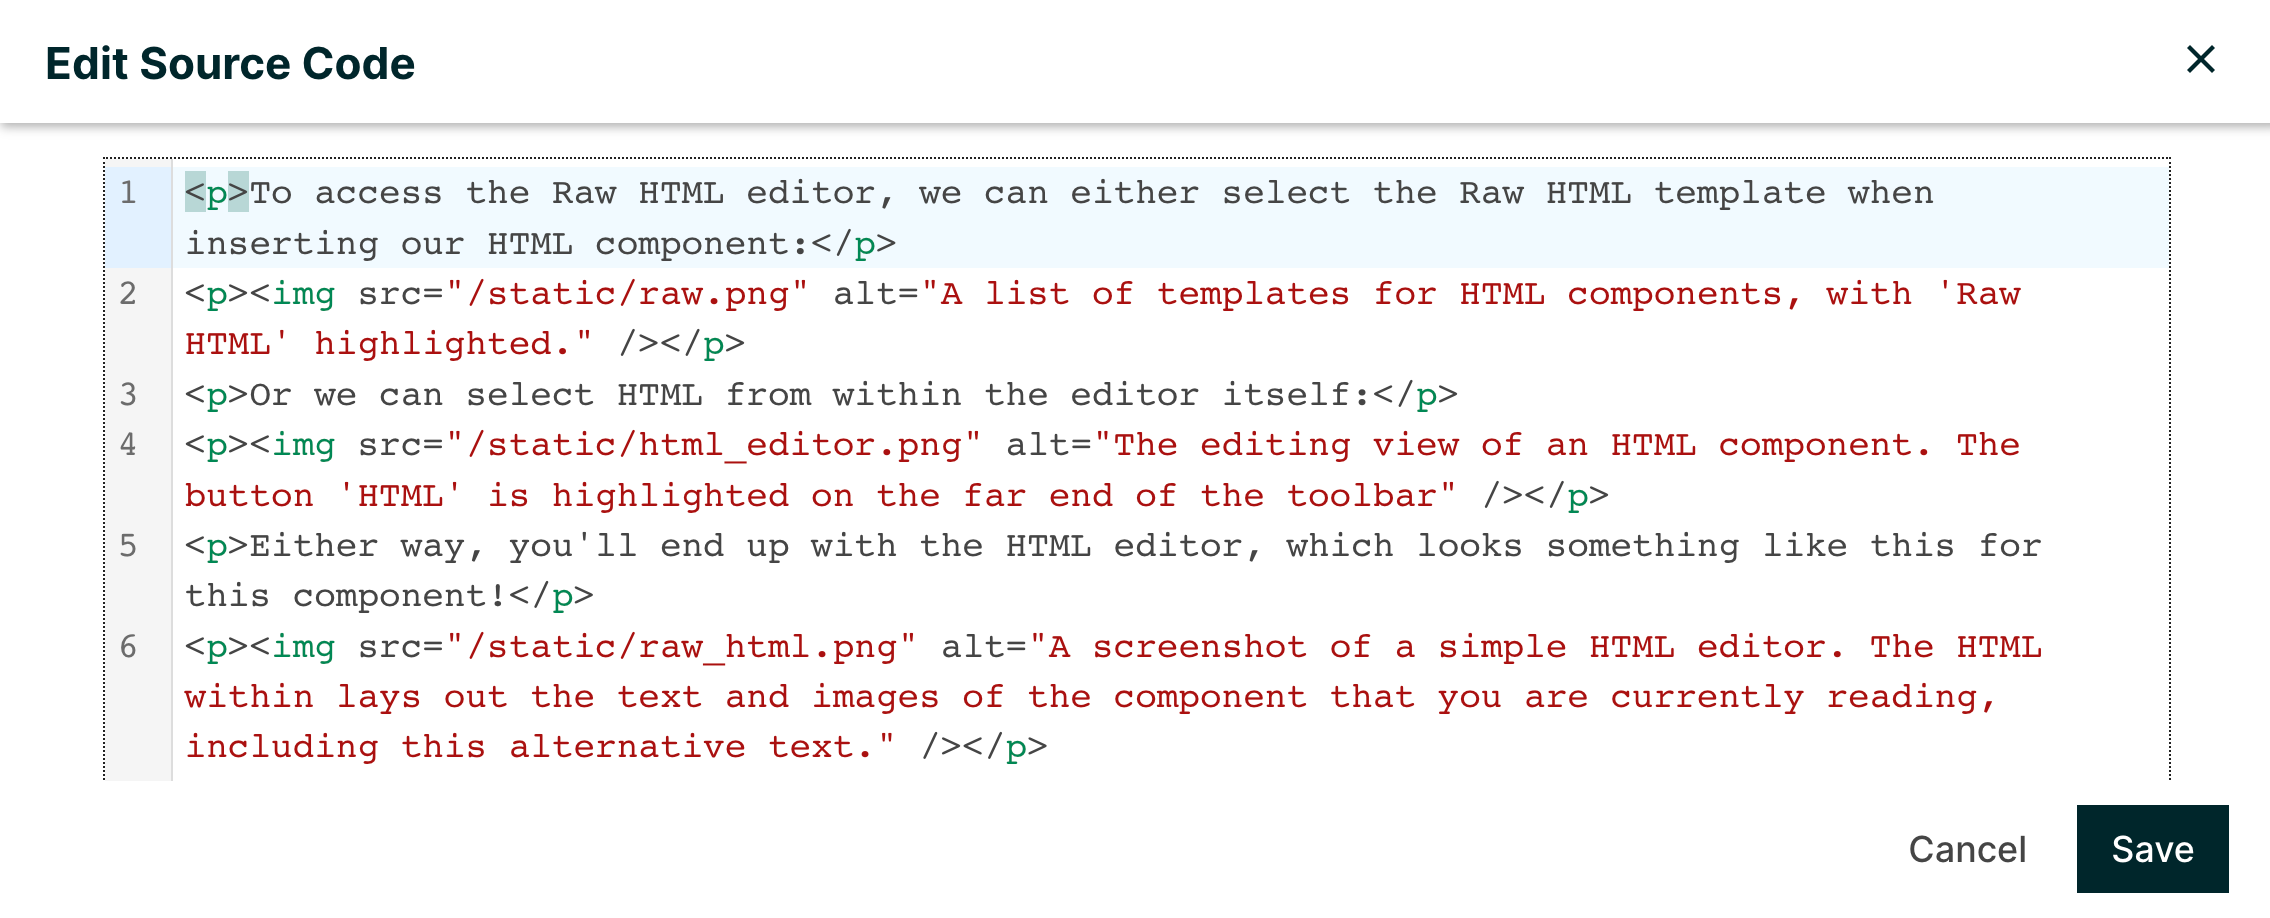 Edit Source Code
1 <p>To access the Raw HTML editor, we can either select the Raw HTML template when
inserting our HTML component:</p>
2 <p><img src="/static/raw.png" alt="A list of templates for HTML components, with 'Raw
HTML' highlighted." /></p>
3 <p>Or we can select HTML from within the editor itself:</p>
4 <p><img src="/static/html_editor.png" alt="The editing view of an HTML component. The
button 'HTML' is highlighted on the far end of the toolbar" /></p>
5 <p>Either way, you'll end up with the HTML editor, which looks something like this for
this component!</p>
6 <p><img src="/static/raw_html.png" alt="A screenshot of a simple HTML editor. The HTML
within lays out the text and images of the component that you are currently reading,
including this alternative text." /></p>
Cancel Save